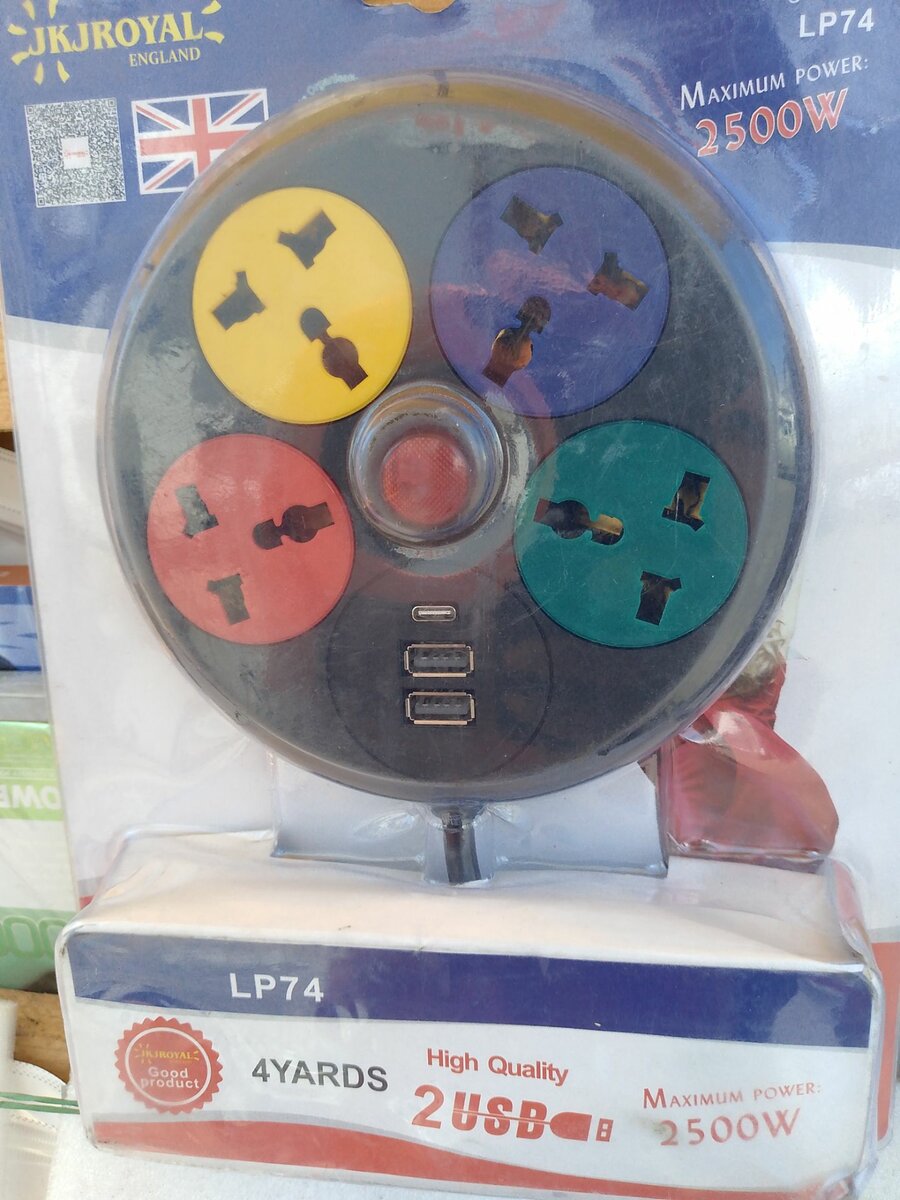 JKJROYAL
ENGLAND
LP74
MAXIMUM POWER:
2500W
LP74
JKJROYAL
Good
product
4YARDS
High Quality
2USB
MAXIMUM POWER:
2500W